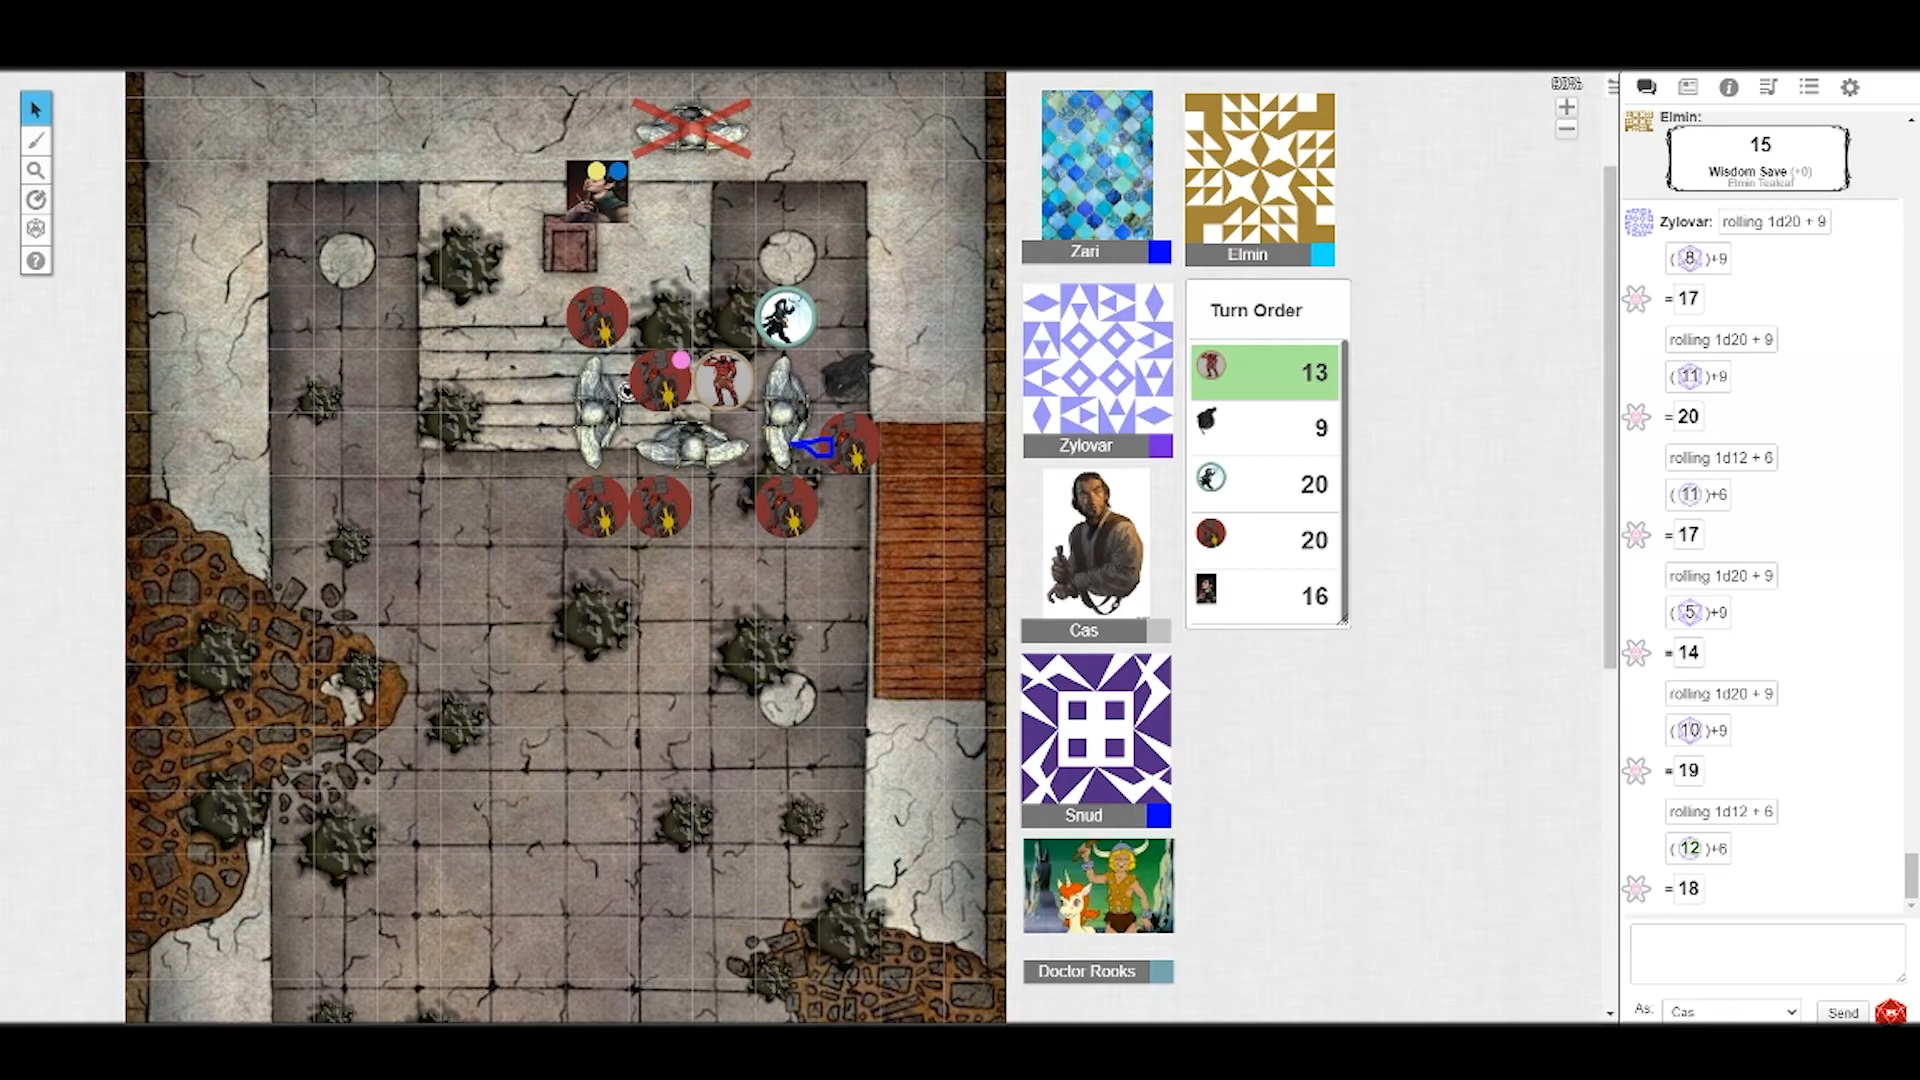 Zari
Elmin
Zylovar
Cas
Snud
Doctor Rooks
Turn Order
13
9
20
20
16
Elmin:
15
Wisdom Save (+0)
Elmin Tealeaf
Zylovar: rolling 1d20 + 9
(8)+9
= 17
rolling 1d20 + 9
(11)+9
= 20
rolling 1d12 + 6
(11)+6
= 17
rolling 1d20 + 9
(5)+9
= 14
rolling 1d20 + 9
(10)+9
= 19
rolling 1d12 + 6
(12)+6
= 18
As: Cas Send